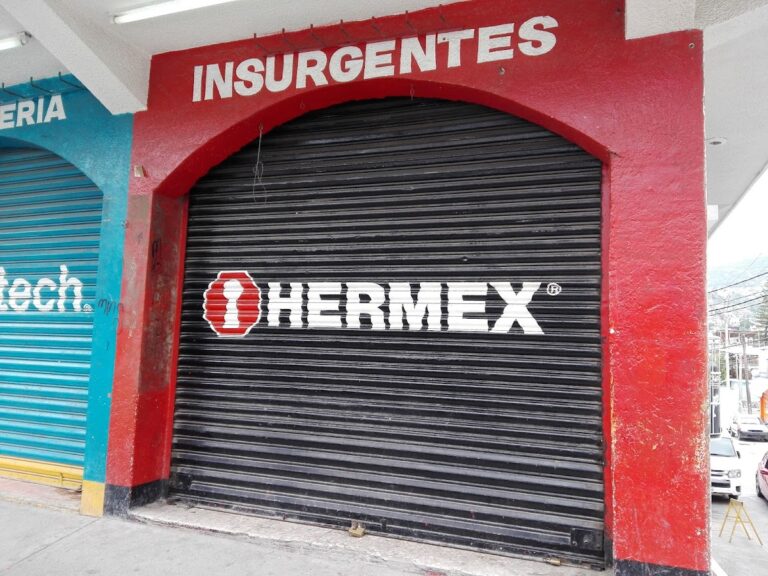 INSURGENTES
HERMEX®
ERIA
tech.